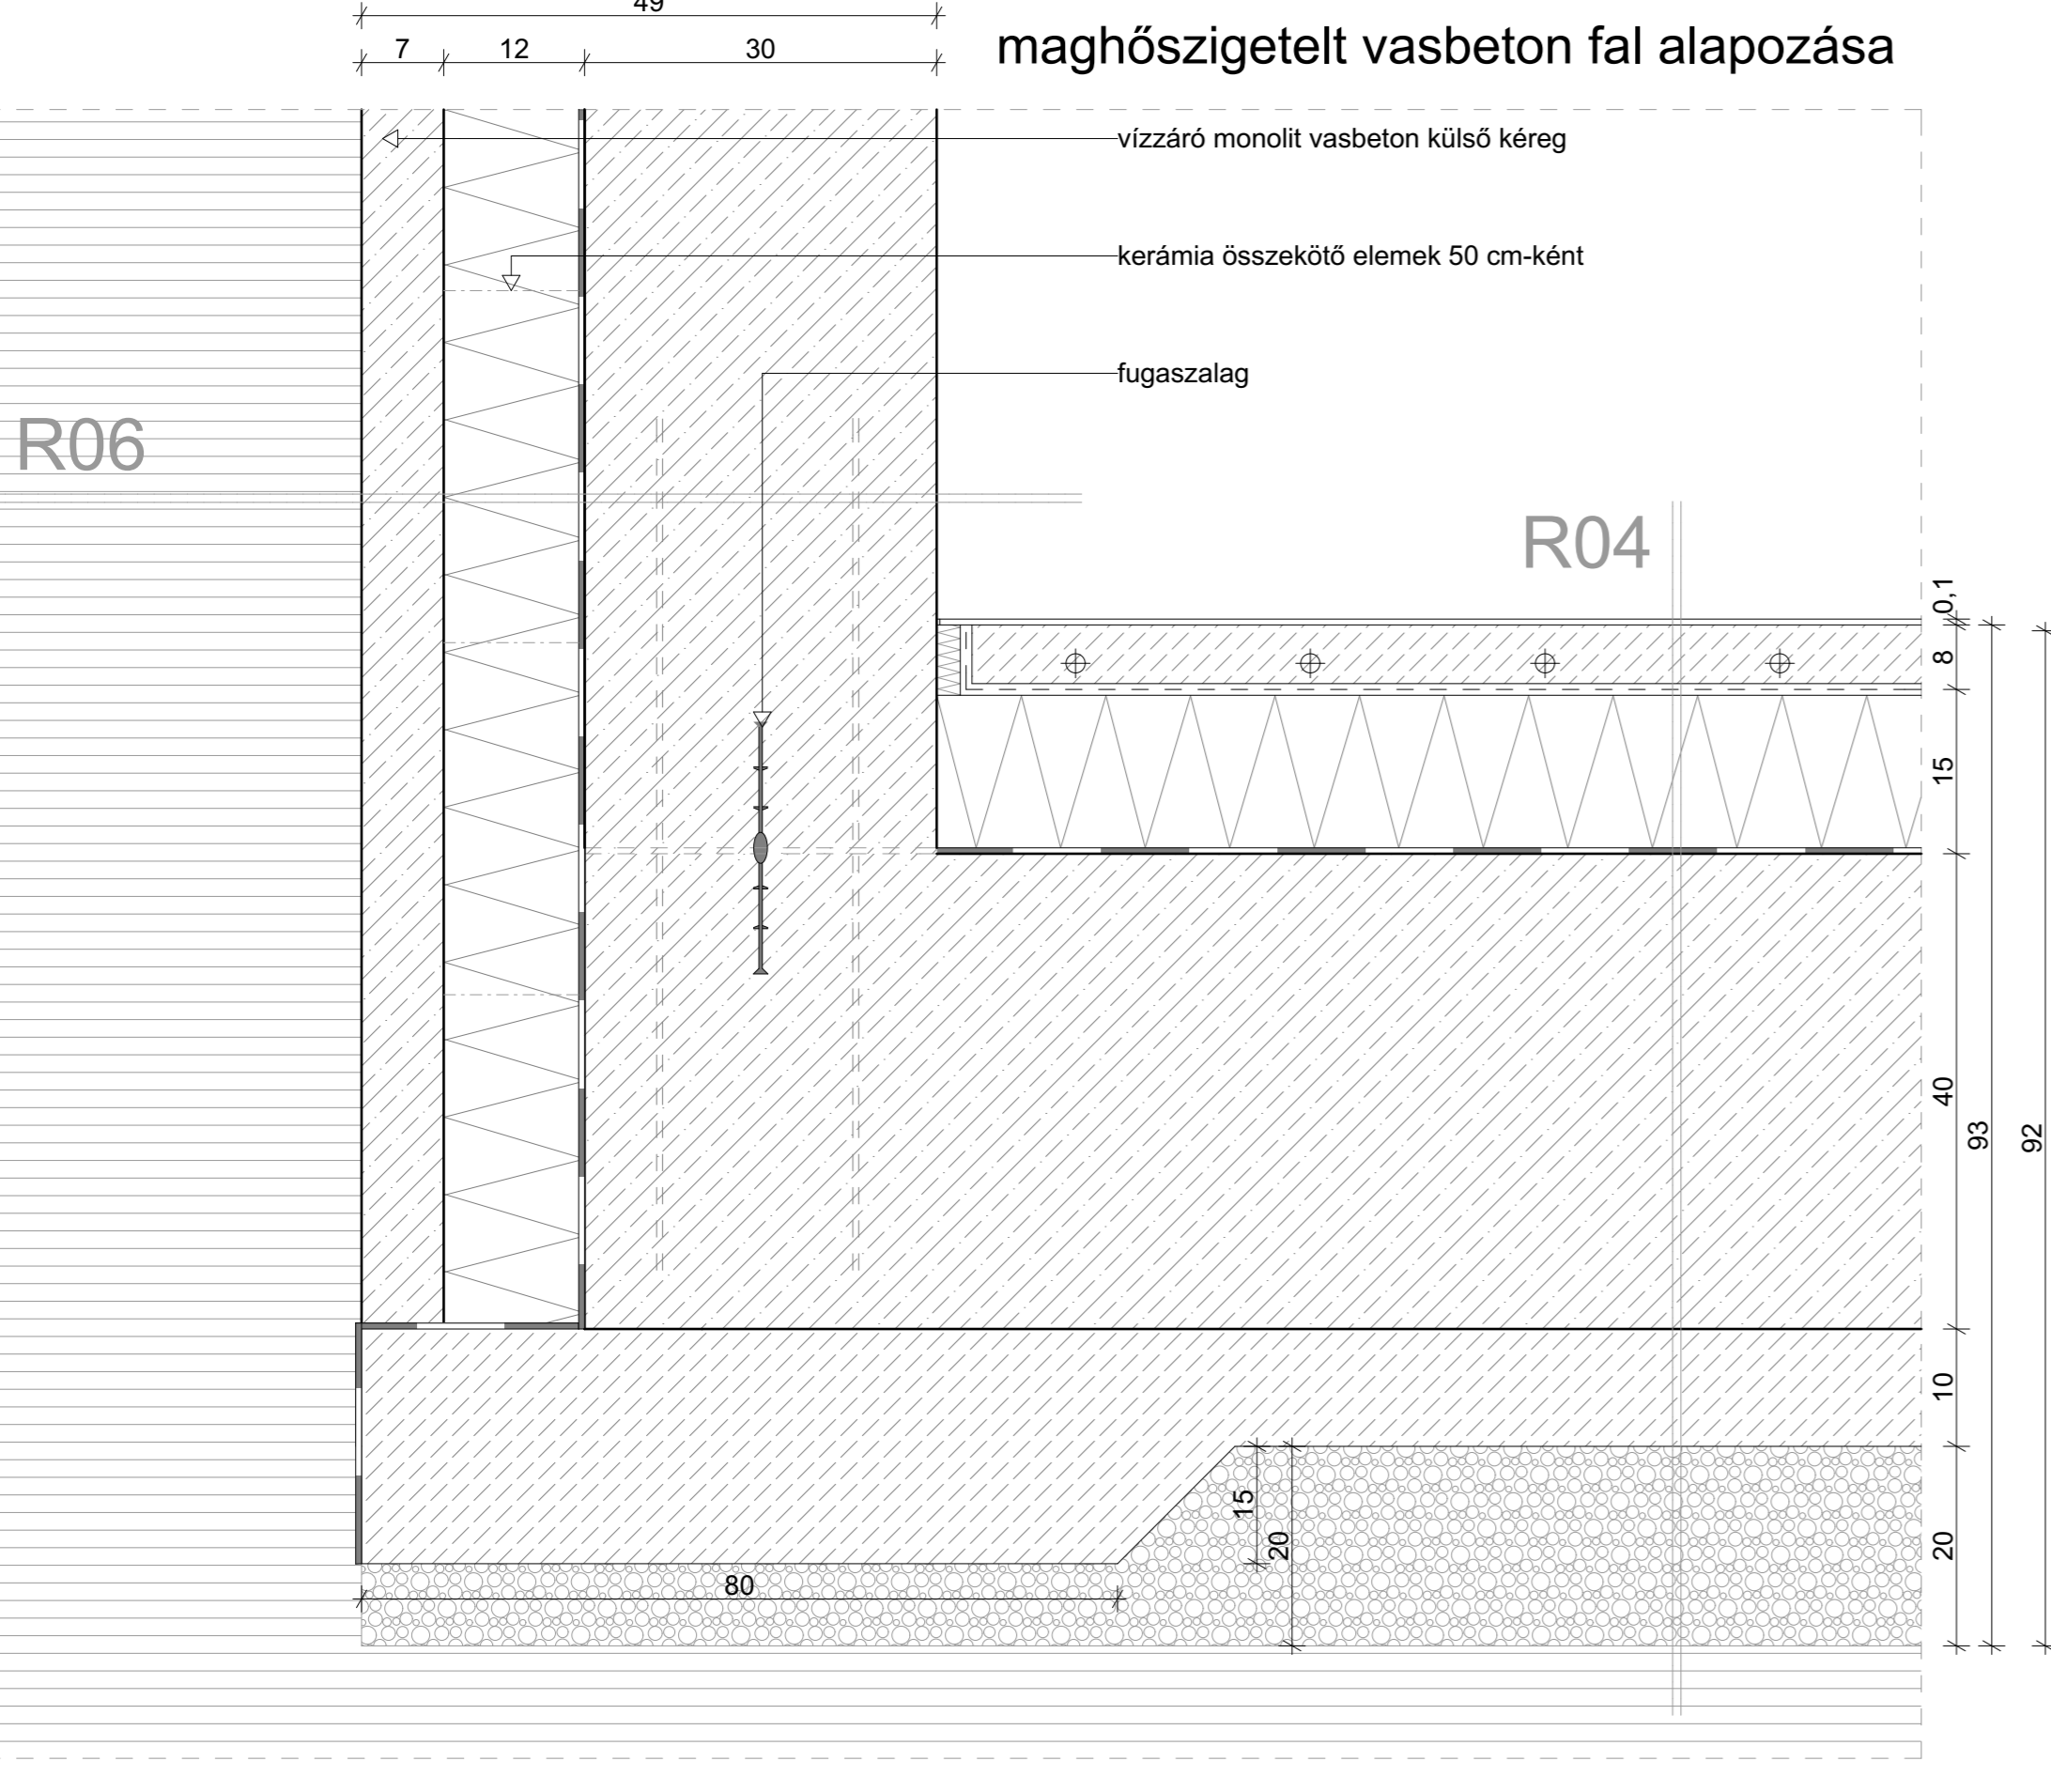 49
7 12 30
maghőszigetelt vasbeton fal alapozása
vízzáró monolit vasbeton külső kéreg
kerámia összekötő elemek 50 cm-ként
fugaszalag
R06
R04
0,1
8
15
40
93
92
10
15
20
20
80